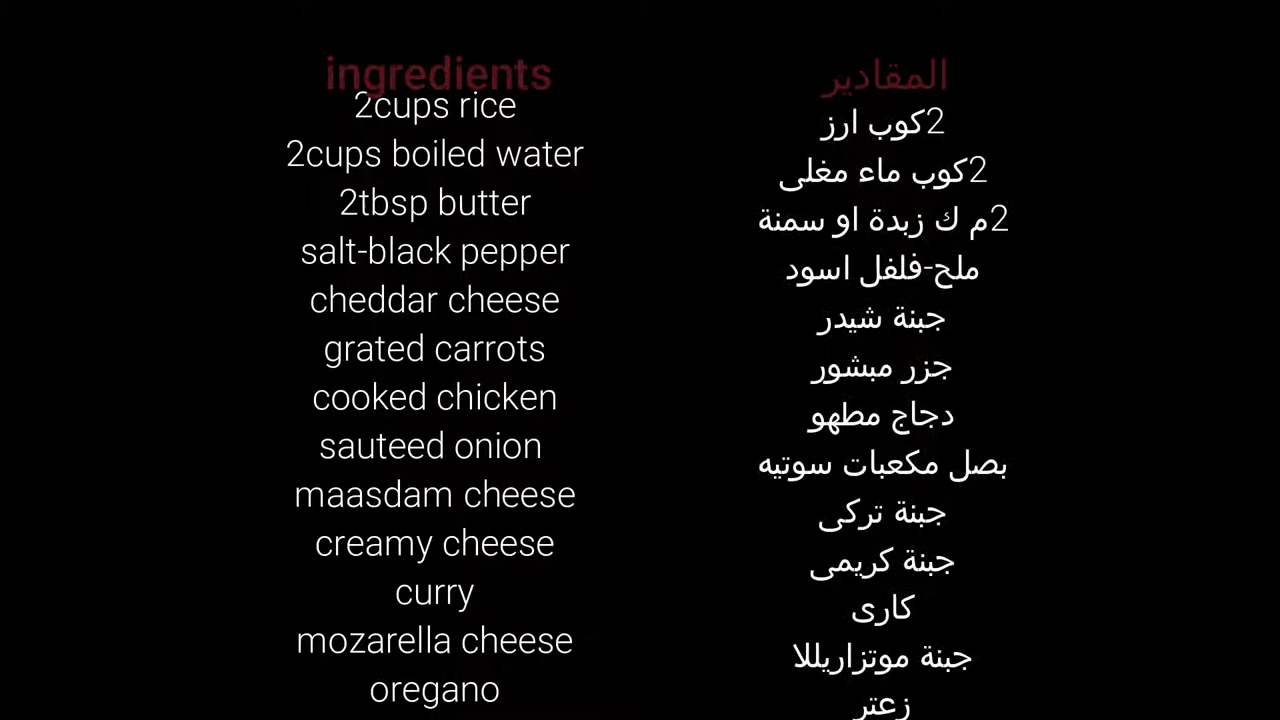 ingredients
2cups rice
2cups boiled water
2tbsp butter
salt-black pepper
cheddar cheese
grated carrots
cooked chicken
sauteed onion
maasdam cheese
creamy cheese
curry
mozarella cheese
oregano
المقادير
2كوب ارز
2كوب ماء مغلى
2م ك زبدة او سمنة
ملح-فلفل اسود
جبنة شيدر
جزر مبشور
دجاج مطهو
بصل مكعبات سوتيه
جبنة تركى
جبنة كريمى
كارى
جبنة موتزاريللا
زعتر